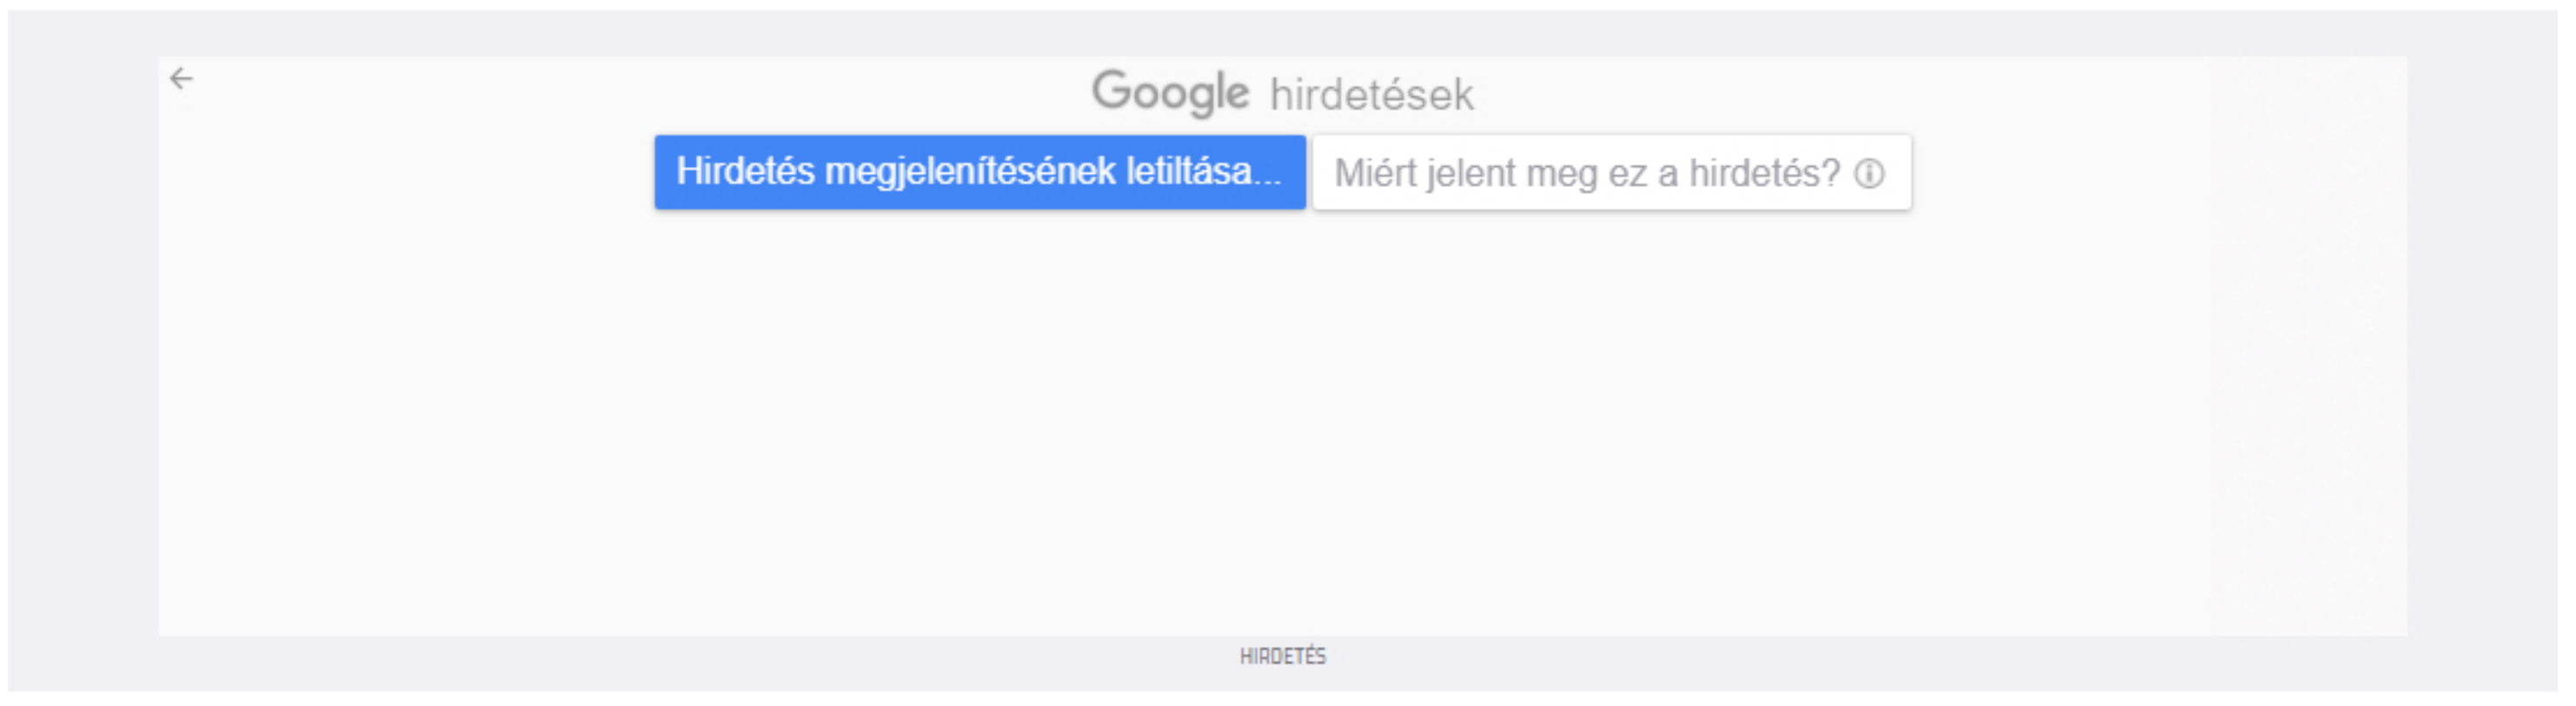 Google hirdetések
Hirdetés megjelenítésének letiltása... Miért jelent meg ez a hirdetés?
HIRDETÉS